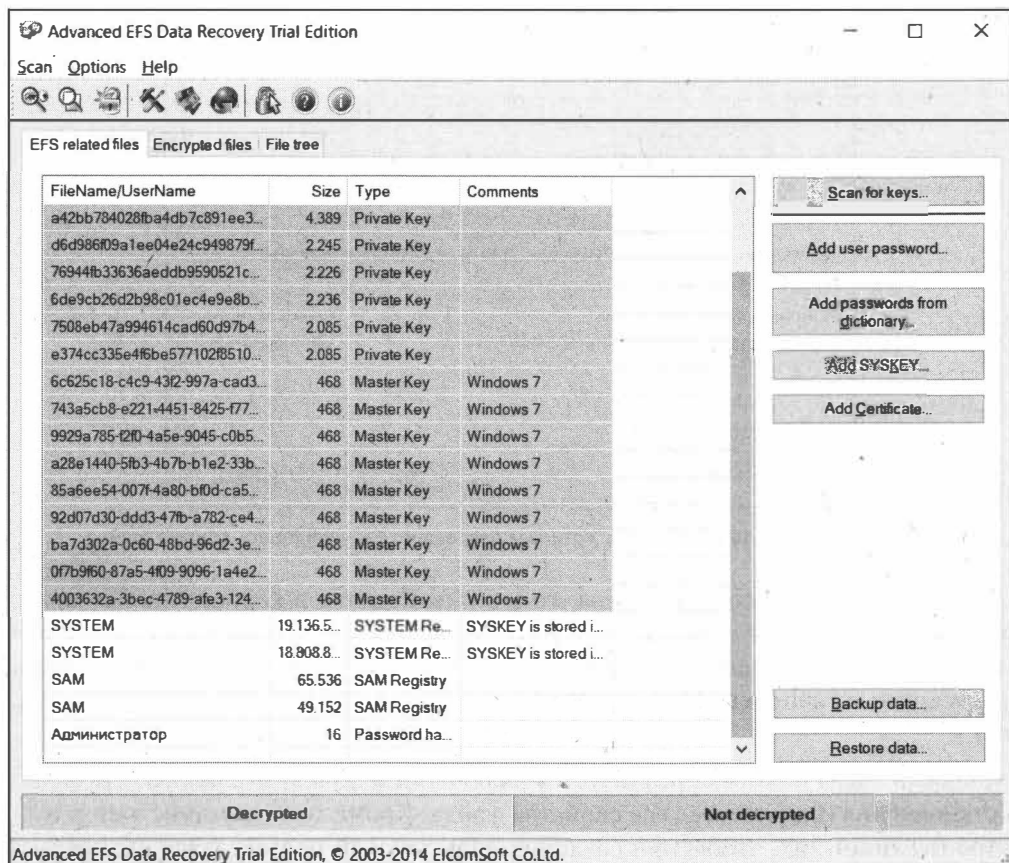 Advanced EFS Data Recovery Trial Edition
Scan Options Help
EFS related files Encrypted files File tree
FileName/UserName Size Type Comments
a42bb784028fba4db7c891ee3... 4.389 Private Key
d6d986f09a1ee04e24c949879f... 2.245 Private Key
76944fb33636aeddb9590521c... 2.226 Private Key
6de9cb26d2b98c01ec4e9e8b... 2.236 Private Key
7508eb47a994614cad60d97b4... 2.085 Private Key
e374cc335e4f6be577102f8510... 2.085 Private Key
6c625c18-c4c9-43f2-997a-cad3... 468 Master Key Windows 7
743a5cb8-e221-4451-8425-f77... 468 Master Key Windows 7
9929a785-f2f0-4a5e-9045-c0b5... 468 Master Key Windows 7
a28e1440-5fb3-4b7b-b1e2-33b... 468 Master Key Windows 7
85a6ee54-007f-4a80-bf0d-ca5... 468 Master Key Windows 7
92d07d30-ddd3-47fb-a782-ce4... 468 Master Key Windows 7
ba7d302a-0c60-48bd-96d2-3e... 468 Master Key Windows 7
0f7b9f60-87a5-4f09-9096-1a4e2... 468 Master Key Windows 7
4003632a-3bec-4789-afe3-124... 468 Master Key Windows 7
SYSTEM 19.136.5... SYSTEM Re... SYSKEY is stored i...
SYSTEM 18.808.8... SYSTEM Re... SYSKEY is stored i...
SAM 65.536 SAM Registry
SAM 49.152 SAM Registry
Администратор 16 Password ha...
Scan for keys...
Add user password...
Add passwords from
dictionary...
Add SYSKEY...
Add Certificate...
Backup data...
Restore data...
Decrypted Not decrypted
Advanced EFS Data Recovery Trial Edition, © 2003-2014 ElcomSoft Co.Ltd.